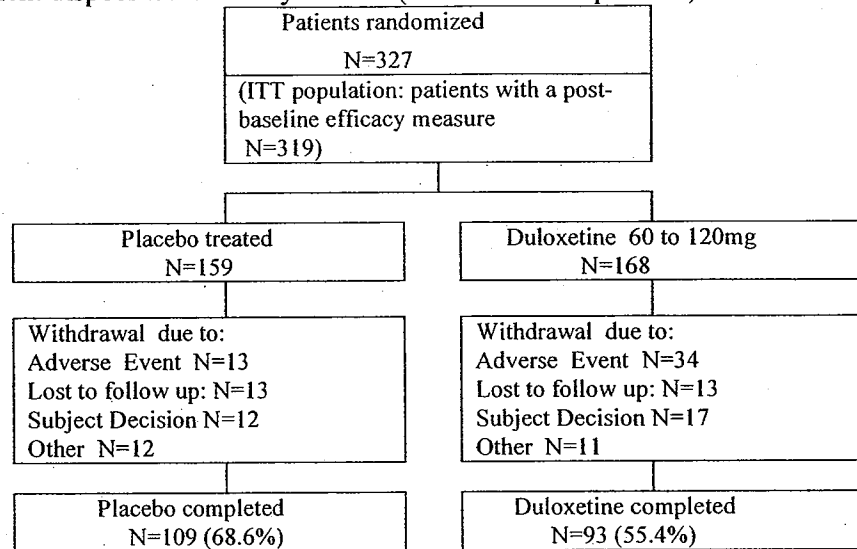 Patients randomized
N=327
(ITT population: patients with a post-
baseline efficacy measure
N=319)
Placebo treated
N=159
Duloxetine 60 to 120mg
N=168
Withdrawal due to:
Adverse Event N=13
Lost to follow up: N=13
Subject Decision N=12
Other N=12
Withdrawal due to:
Adverse Event N=34
Lost to follow up: N=13
Subject Decision N=17
Other N=11
Placebo completed
N=109 (68.6%)
Duloxetine completed
N=93 (55.4%)